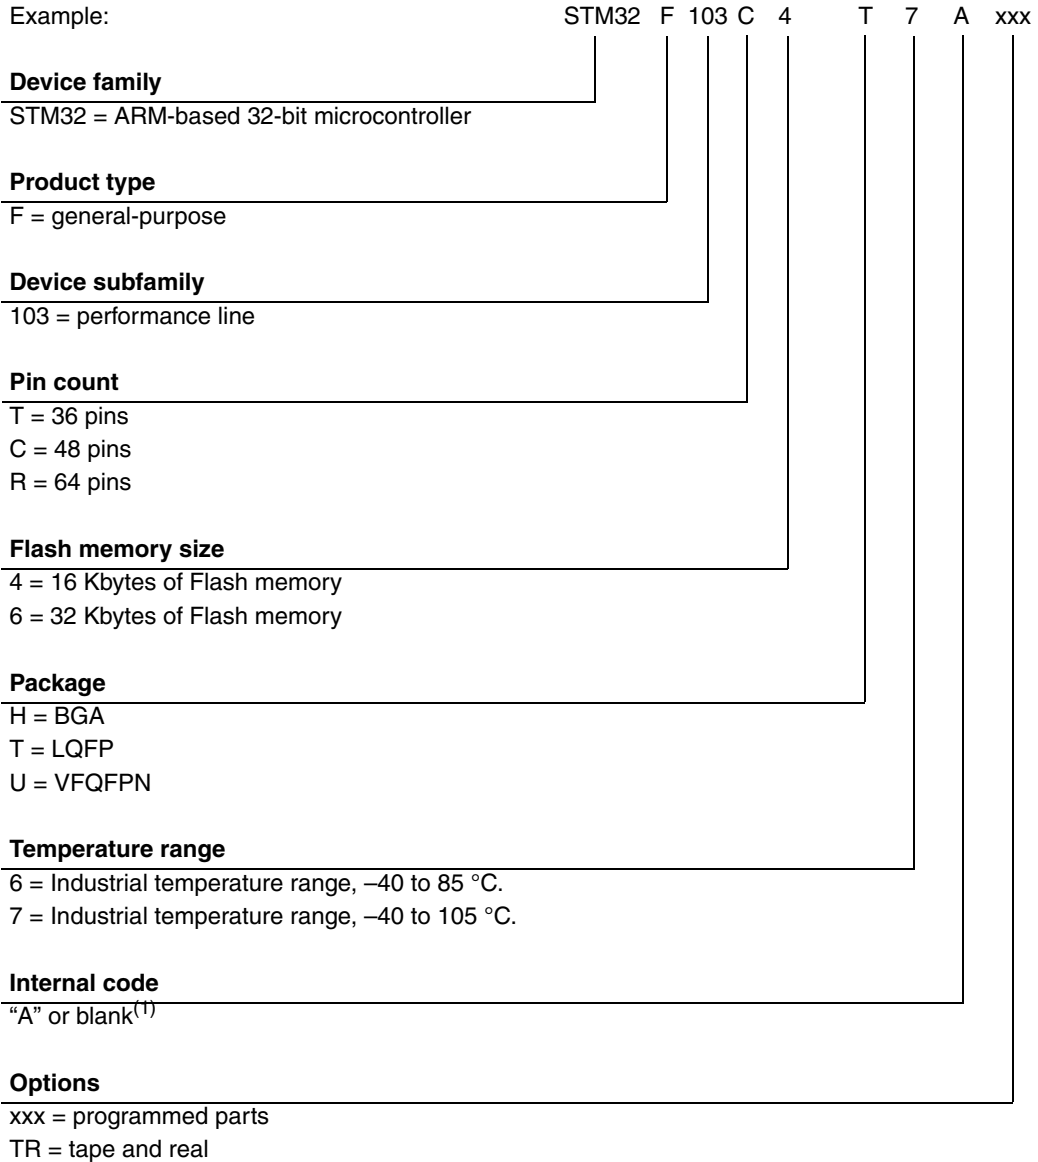 Example: STM32 F 103 C 4 T 7 A xxx
Device family
STM32 = ARM-based 32-bit microcontroller
Product type
F = general-purpose
Device subfamily
103 = performance line
Pin count
T = 36 pins
C = 48 pins
R = 64 pins
Flash memory size
4 = 16 Kbytes of Flash memory
6 = 32 Kbytes of Flash memory
Package
H = BGA
T = LQFP
U = VFQFPN
Temperature range
6 = Industrial temperature range, –40 to 85 °C.
7 = Industrial temperature range, –40 to 105 °C.
Internal code
“A” or blank(1)
Options
xxx = programmed parts
TR = tape and real